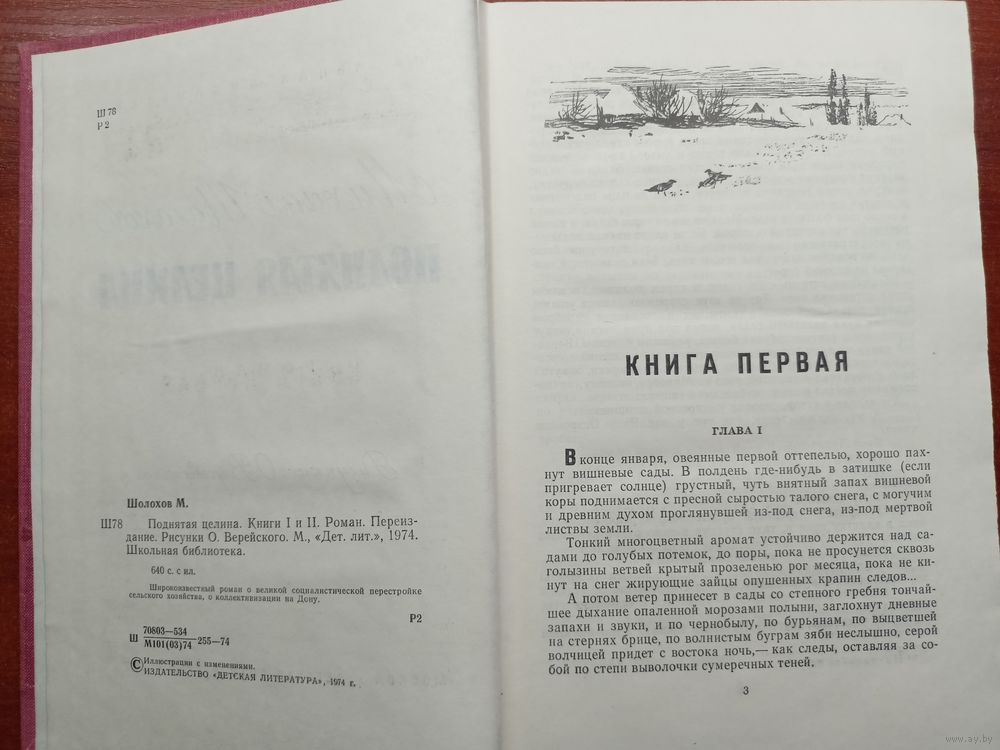 Ш 78
Р 2
Шолохов М.
Ш78 Поднятая целина. Книги I и II. Роман. Переиз-
дание. Рисунки О. Верейского. М., «Дет. лит.», 1974.
Школьная библиотека.
640 с. с ил.
Широкоизвестный роман о великой социалистической перестройке
сельского хозяйства, о коллективизации на Дону.
Р2
70803—534
Ш 255—74
М101(03)74
© Иллюстрации с изменениями.
ИЗДАТЕЛЬСТВО «ДЕТСКАЯ ЛИТЕРАТУРА», 1974 г.
КНИГА ПЕРВАЯ
ГЛАВА I
В конце января, овеянные первой оттепелью, хорошо пах-
нут вишневые сады. В полдень где-нибудь в затишке (если
пригревает солнце) грустный, чуть внятный запах вишневой
коры поднимается с пресной сыростью талого снега, с могучим
и древним духом проглянувшей из-под снега, из-под мертвой
листвы земли.
Тонкий многоцветный аромат устойчиво держится над са-
дами до голубых потемок, до поры, пока не просунется сквозь
голызины ветвей крытый прозеленью рог месяца, пока не ки-
нут на снег жирующие зайцы опушенных крапин следов...
А потом ветер принесет в сады со степного гребня тончай-
шее дыхание опаленной морозами полыни, заглохнут дневные
запахи и звуки, и по чернобылу, по бурьянам, по выцветшей
на стернях брице, по волнистым буграм зяби неслышно, серой
волчицей придет с востока ночь,— как следы, оставляя за со-
бой по степи выволочки сумеречных теней.
3
www.ay.by